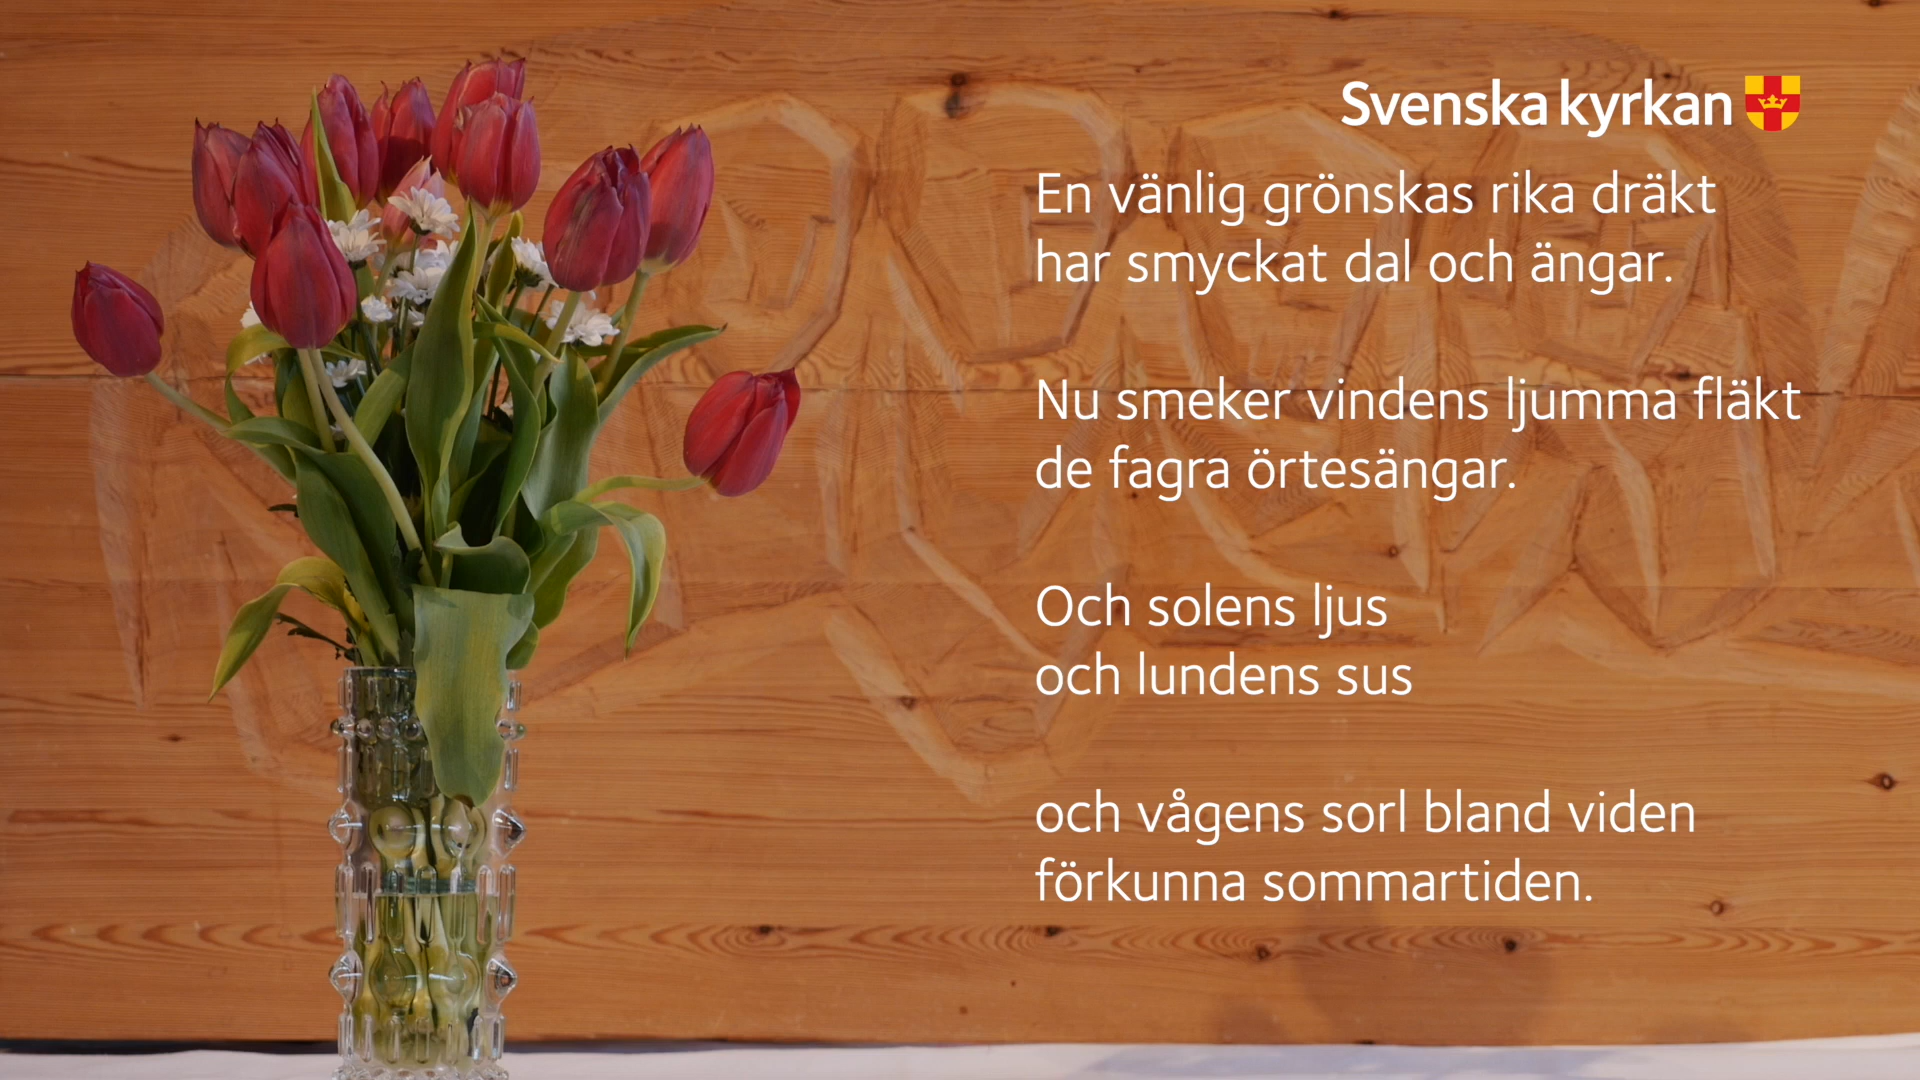 Svenska kyrkan
En vänlig grönskas rika dräkt
har smyckat dal och ängar.
Nu smeker vindens ljumma fläkt
de fagra örtesängar.
Och solens ljus
och lundens sus
och vågens sorl bland viden
förkunna sommartiden.